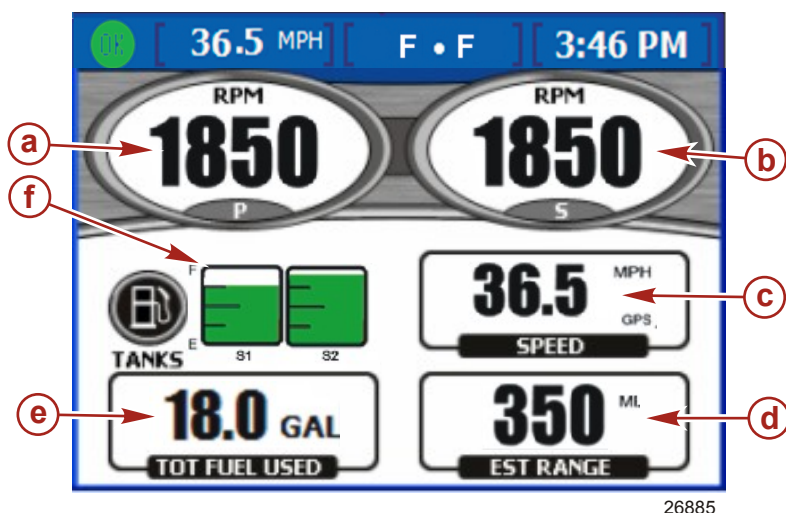 OK [ 36.5 MPH ] [ F • F ] [ 3:46 PM ]
RPM RPM
a 1850 1850 b
P S
f
F
E
S1 S2
TANKS
36.5 MPH GPS c
SPEED
e 18.0 GAL
TOT FUEL USED
350 MI. d
EST RANGE
26885